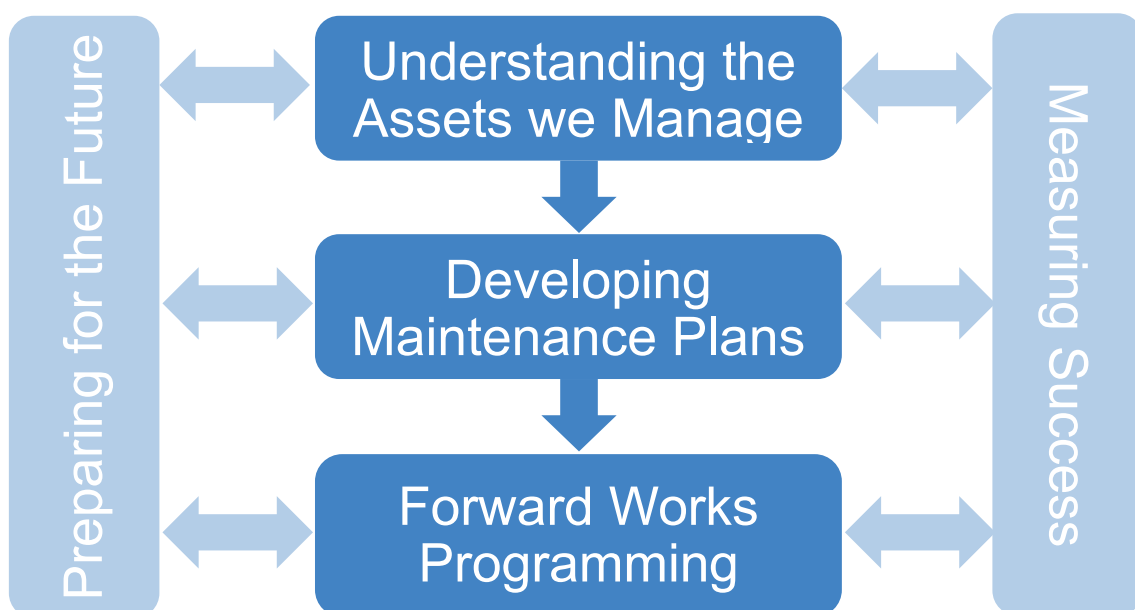 Preparing for the Future
Understanding the
Assets we Manage
Developing
Maintenance Plans
Forward Works
Programming
Measuring Success